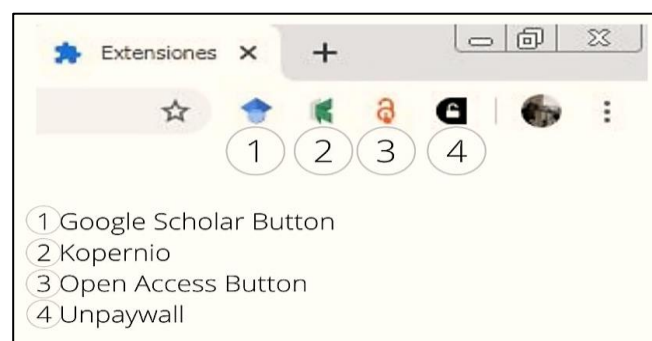 Extensiones
1 2 3 4
1 Google Scholar Button
2 Kopernio
3 Open Access Button
4 Unpaywall